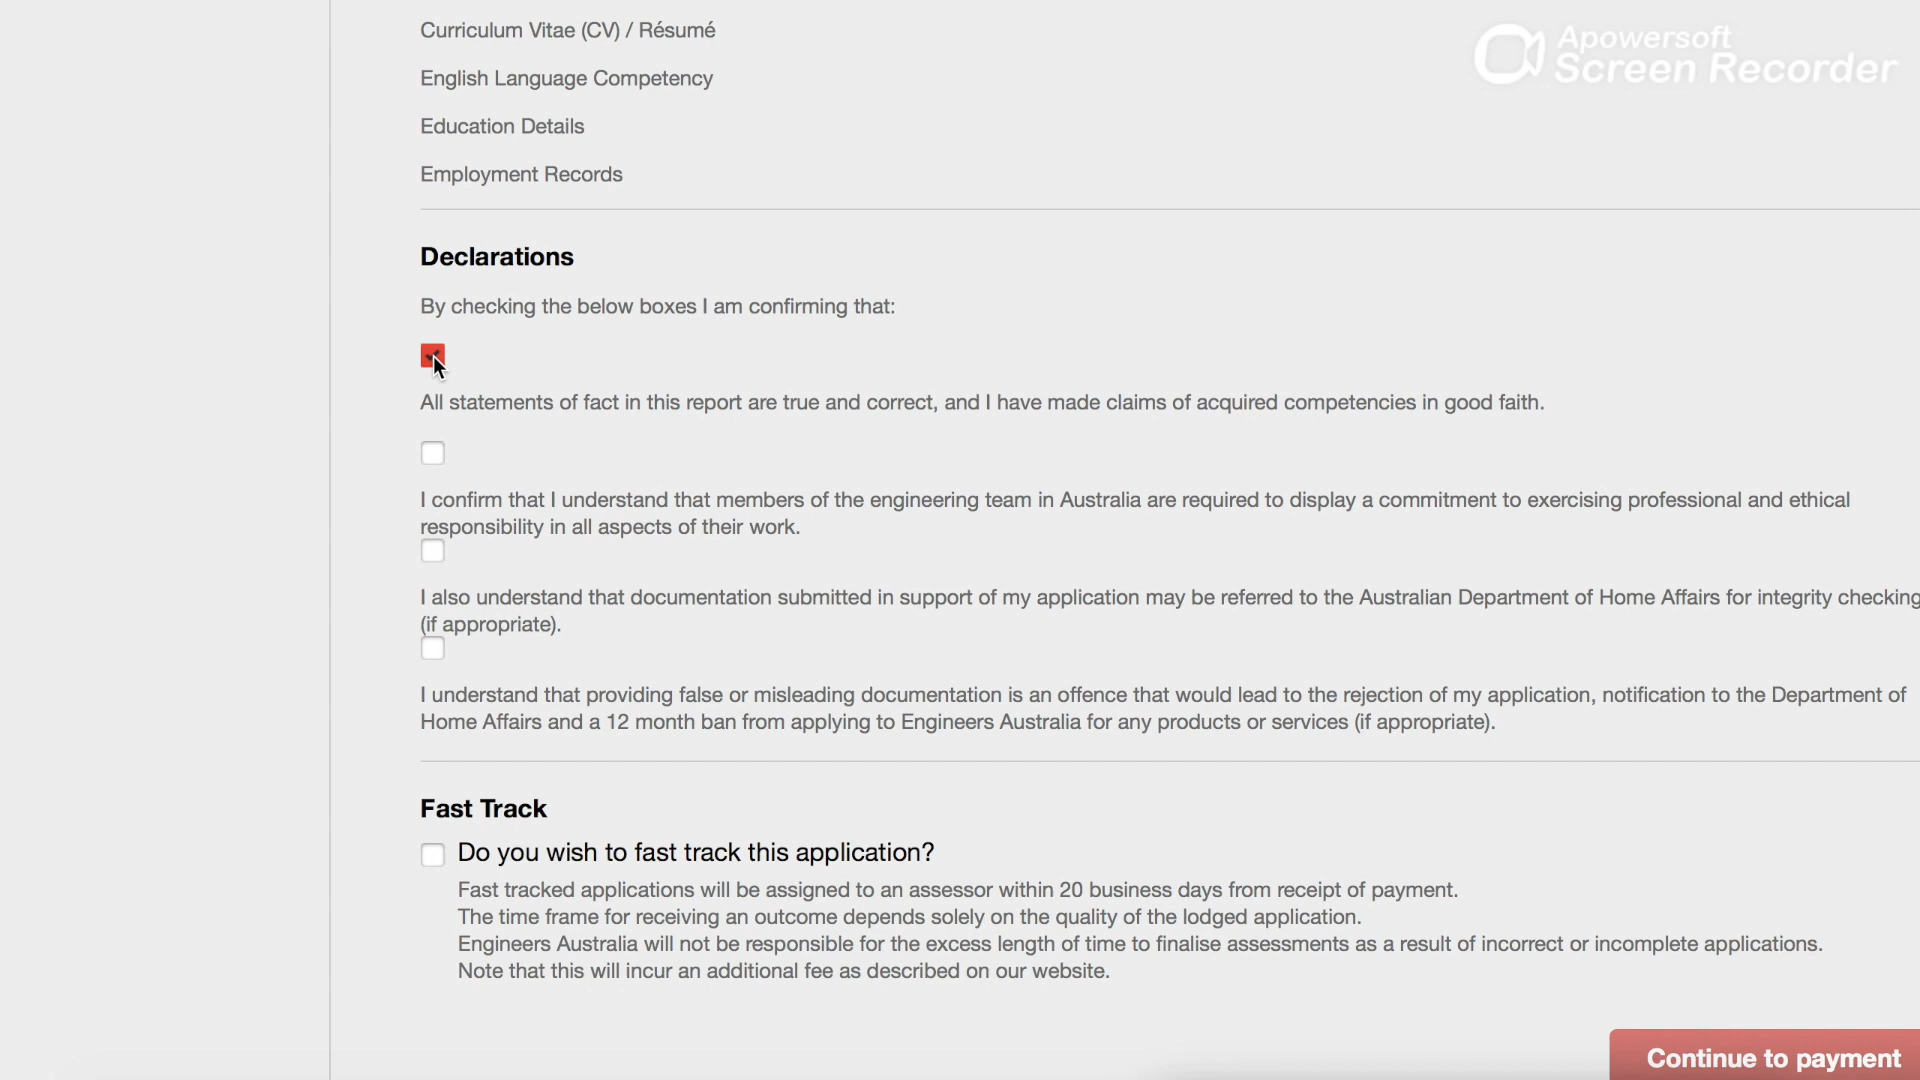 Curriculum Vitae (CV) / Résumé
Apowersoft
Screen Recorder
English Language Competency
Education Details
Employment Records
Declarations
By checking the below boxes I am confirming that:
All statements of fact in this report are true and correct, and I have made claims of acquired competencies in good faith.
I confirm that I understand that members of the engineering team in Australia are required to display a commitment to exercising professional and ethical
responsibility in all aspects of their work.
I also understand that documentation submitted in support of my application may be referred to the Australian Department of Home Affairs for integrity checking
(if appropriate).
I understand that providing false or misleading documentation is an offence that would lead to the rejection of my application, notification to the Department of
Home Affairs and a 12 month ban from applying to Engineers Australia for any products or services (if appropriate).
Fast Track
Do you wish to fast track this application?
Fast tracked applications will be assigned to an assessor within 20 business days from receipt of payment.
The time frame for receiving an outcome depends solely on the quality of the lodged application.
Engineers Australia will not be responsible for the excess length of time to finalise assessments as a result of incorrect or incomplete applications.
Note that this will incur an additional fee as described on our website.
Continue to payment